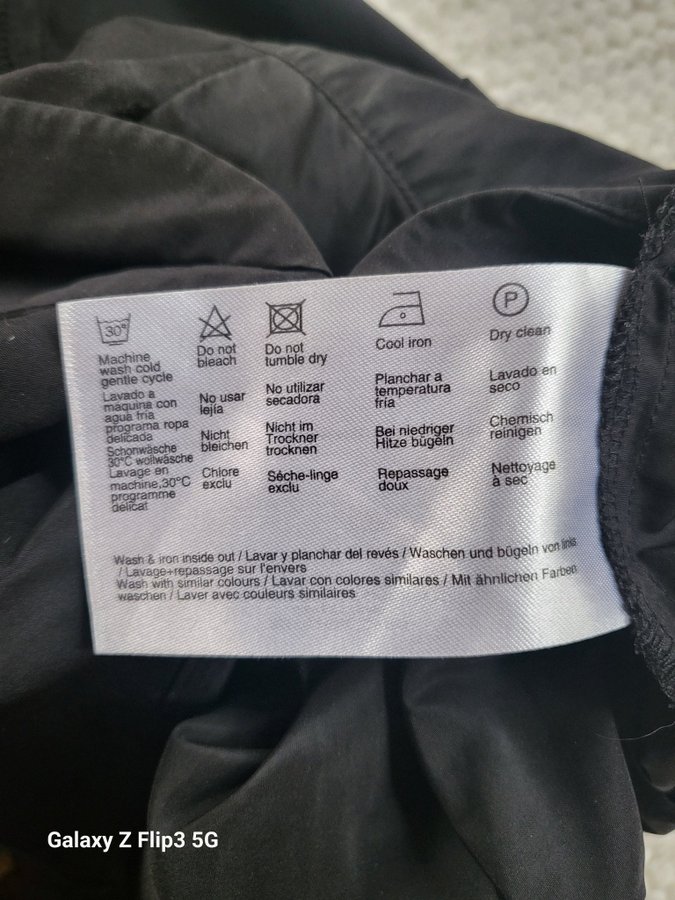 30°
Machine
wash cold
gentle cycle
Lavado a
maquina con
agua fria
programa ropa
delicada
Schonwäsche
30°C wollwäsche
Lavage en
machine,30°C
programme
délicat
Do not
bleach
No usar
lejía
Nicht
bleichen
Chlore
exclu
Do not
tumble dry
No utilizar
secadora
Nicht im
Trockner
trocknen
Séche-linge
exclu
Cool iron
Planchar a
temperatura
fría
Bei niedriger
Hitze bügeln
Repassage
doux
P
Dry clean
Lavado en
seco
Chemisch
reinigen
Nettoyage
à sec
Wash & iron inside out / Lavar y planchar del revés / Waschen und bügeln von links
/ Lavage+repassage sur l'envers
Wash with similar colours / Lavar con colores similares / Mit ähnlichen Farben
waschen / Laver avec couleurs similaires
Galaxy Z Flip3 5G